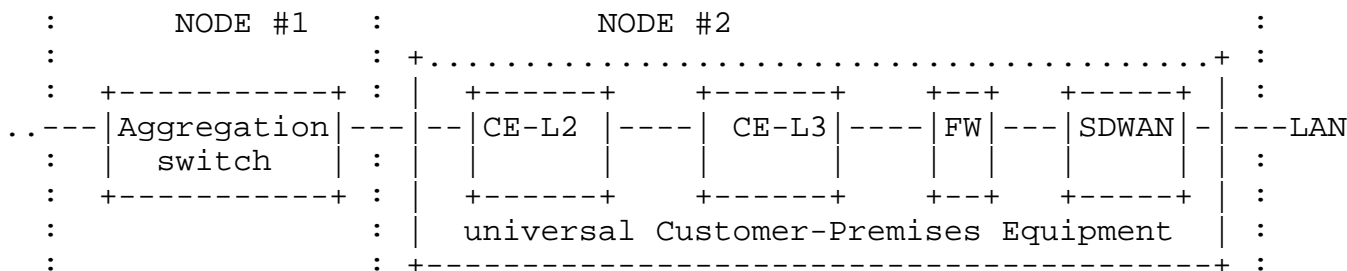 :      NODE #1   :           NODE #2                            :
:                : +..........................................+ :
:  +-----------+ : |  +------+    +------+    +--+   +-----+ | :
..---|Aggregation|---|--|CE-L2 |----| CE-L3|----|FW|---|SDWAN|-|---LAN
:  |  switch   | : |  |      |    |      |    |  |   |     | | :
:  +-----------+ : |  +------+    +------+    +--+   +-----+ | :
:                : |  universal Customer-Premises Equipment  | :
:                : +------------------------------------------+ :